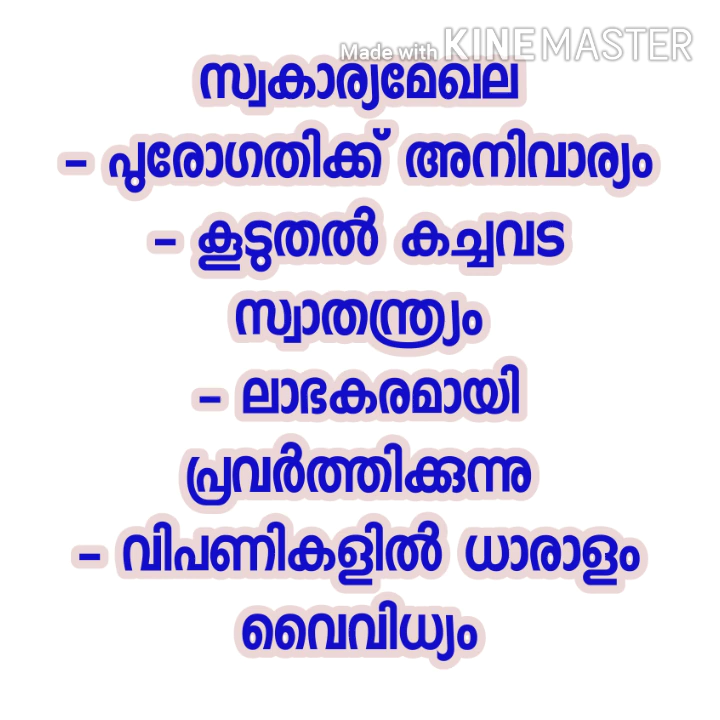 Made with KINEMASTER
സ്വകാര്യമേഖല
- പുരോഗതിക്ക് അനിവാര്യം
- കൂടുതൽ കച്ചവട
സ്വാതന്ത്ര്യം
- ലാഭകരമായി
പ്രവർത്തിക്കുന്നു
- വിപണികളിൽ ധാരാളം
വൈവിധ്യം